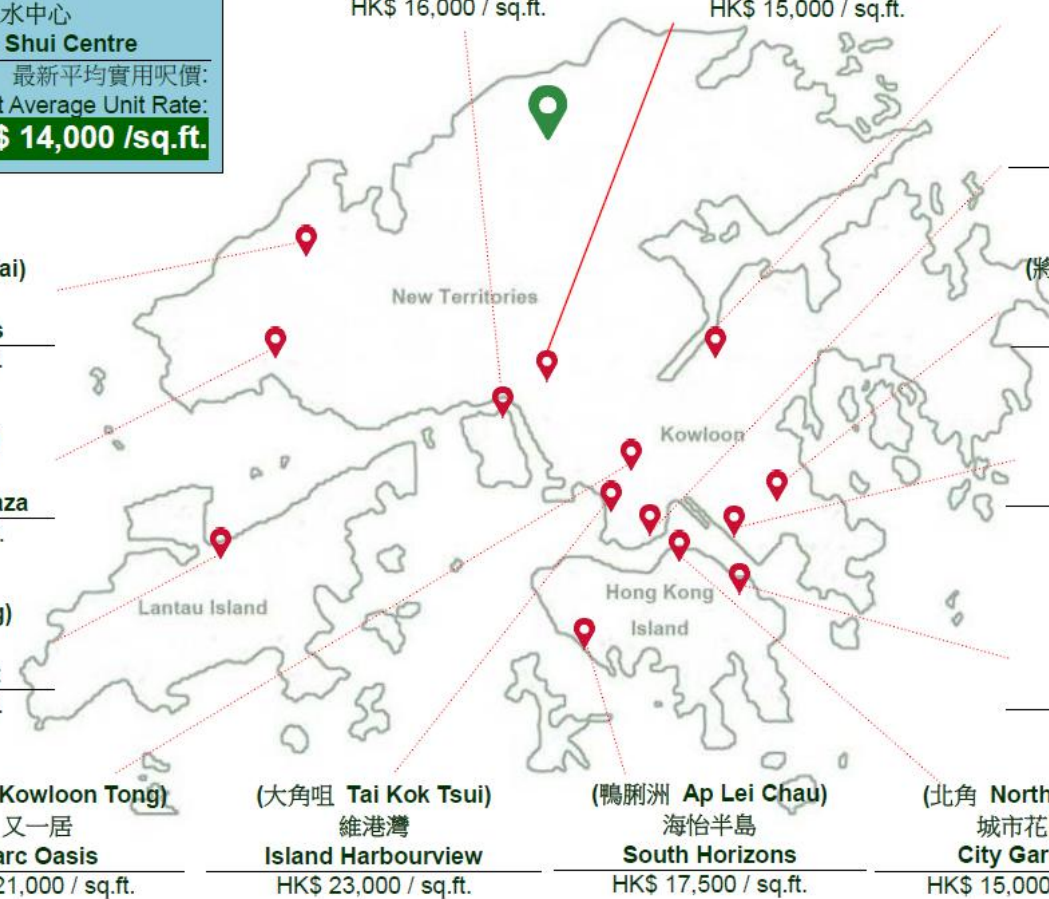 水中心
Shui Centre
最新平均實用呎價:
t Average Unit Rate:
$ 14,000 /sq.ft.
HK$ 16,000 / sq.ft.
HK$ 15,000 / sq.ft.
ai)
s
(將
New Territories
Kowloon
aza
g)
Lantau Island
Hong Kong
Island
Kowloon Tong)
又一居
arc Oasis
21,000 / sq.ft.
(大角咀 Tai Kok Tsui)
維港灣
Island Harbourview
HK$ 23,000 / sq.ft.
(鴨脷洲 Ap Lei Chau)
海怡半島
South Horizons
HK$ 17,500 / sq.ft.
(北角 North
城市花
City Gar
HK$ 15,000